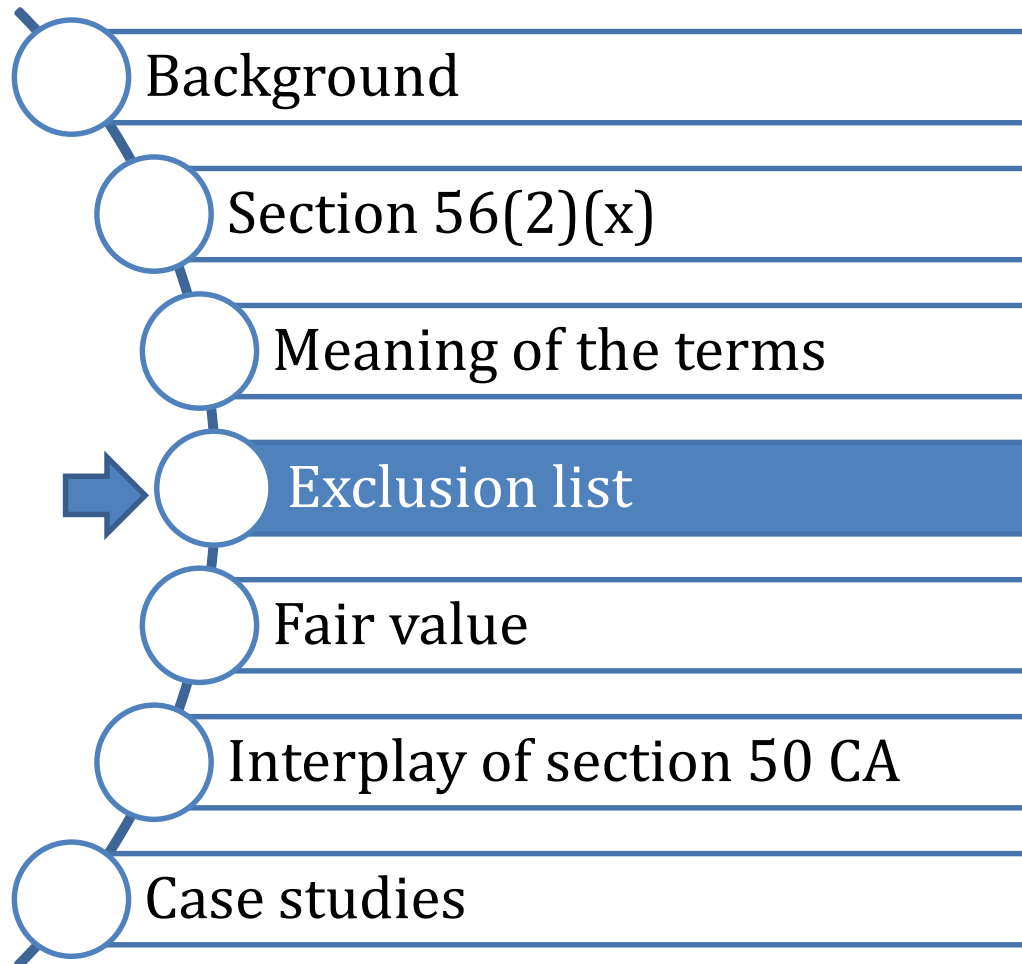 Background
Section 56(2)(x)
Meaning of the terms
Exclusion list
Fair value
Interplay of section 50 CA
Case studies